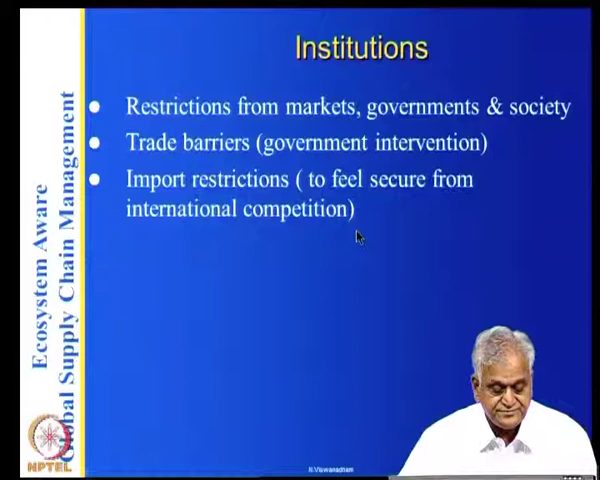 Institutions
Restrictions from markets, governments & society
Trade barriers (government intervention)
Import restrictions ( to feel secure from
international competition)
Ecosystem Aware
Global Supply Chain Management
NPTEL
N.Viswanadham